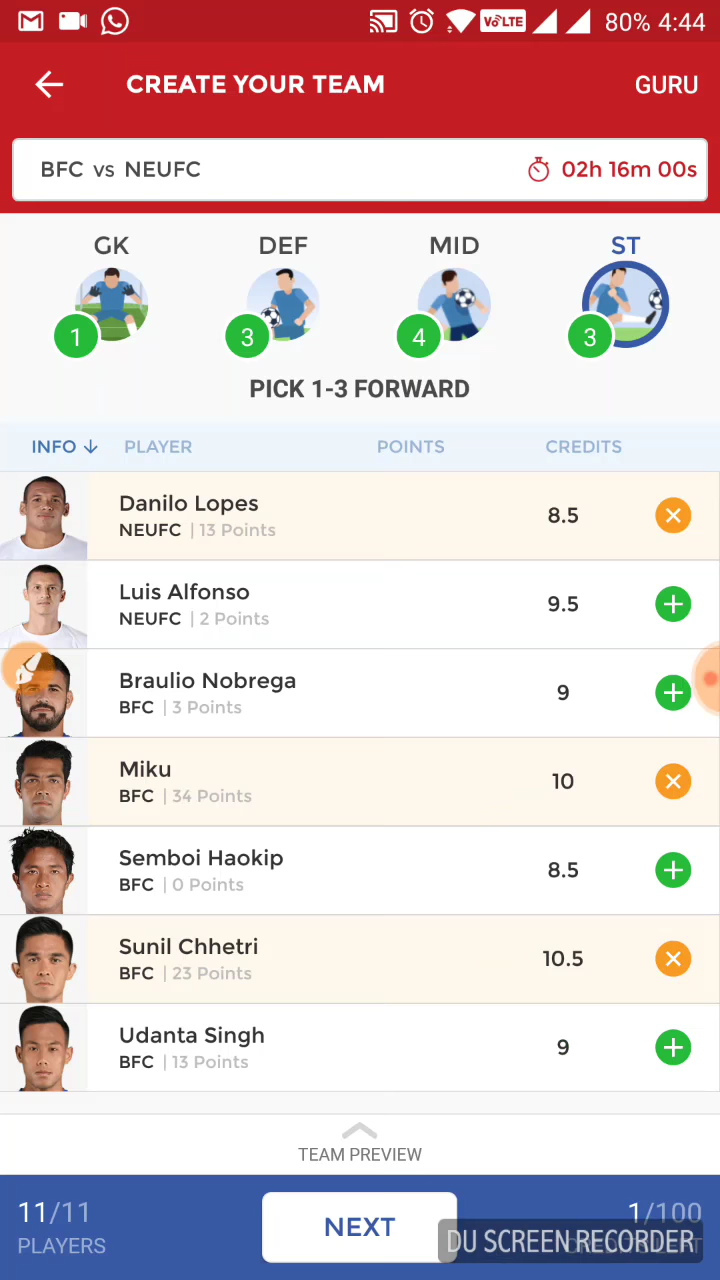 VoLTE 80% 4:44
CREATE YOUR TEAM GURU
BFC vs NEUFC 02h 16m 00s
GK DEF MID ST
1 3 4 3
PICK 1-3 FORWARD
INFO PLAYER POINTS CREDITS
Danilo Lopes
NEUFC | 13 Points 8.5
Luis Alfonso
NEUFC | 2 Points 9.5
Braulio Nobrega
BFC | 3 Points 9
Miku
BFC | 34 Points 10
Semboi Haokip
BFC | 0 Points 8.5
Sunil Chhetri
BFC | 23 Points 10.5
Udanta Singh
BFC | 13 Points 9
TEAM PREVIEW
11/11 NEXT 1/100
PLAYERS
DU SCREEN RECORDER